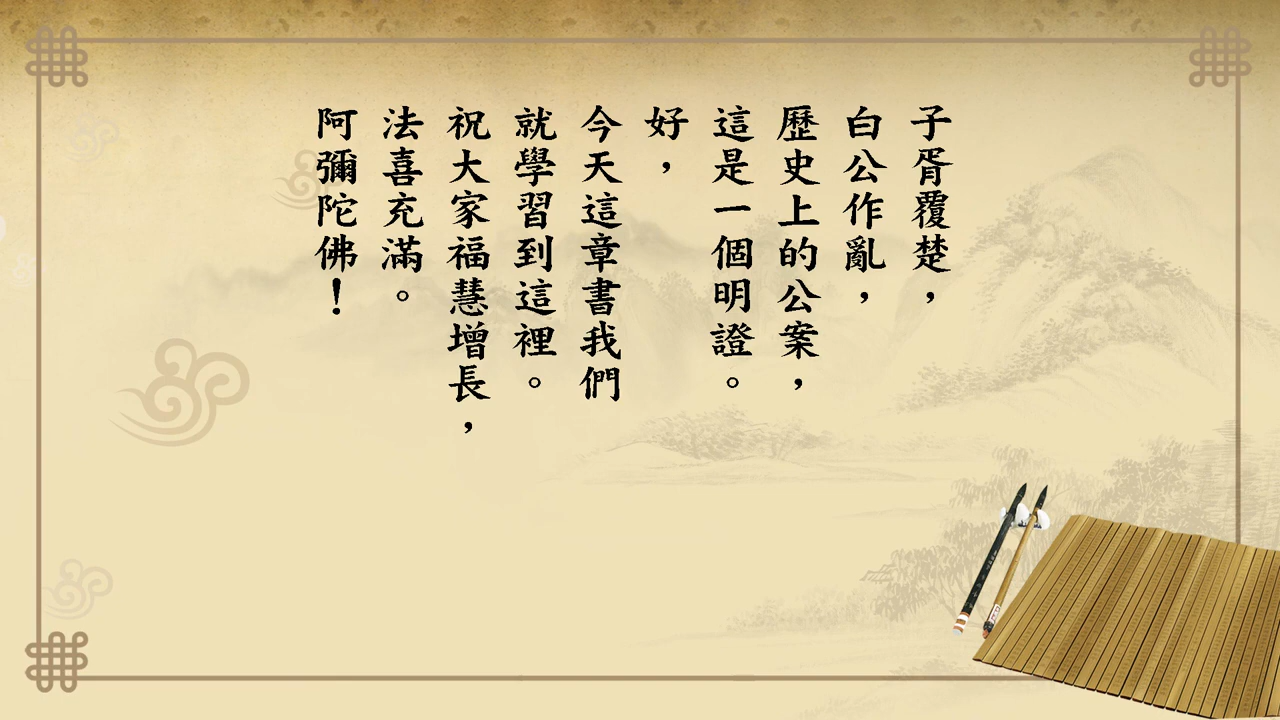 子胥覆楚，
白公作亂，
歷史上的公案，
這是一個明證。
好，
今天這章書我們
就學習到這裡。
祝大家福慧增長，
法喜充滿。
阿彌陀佛！